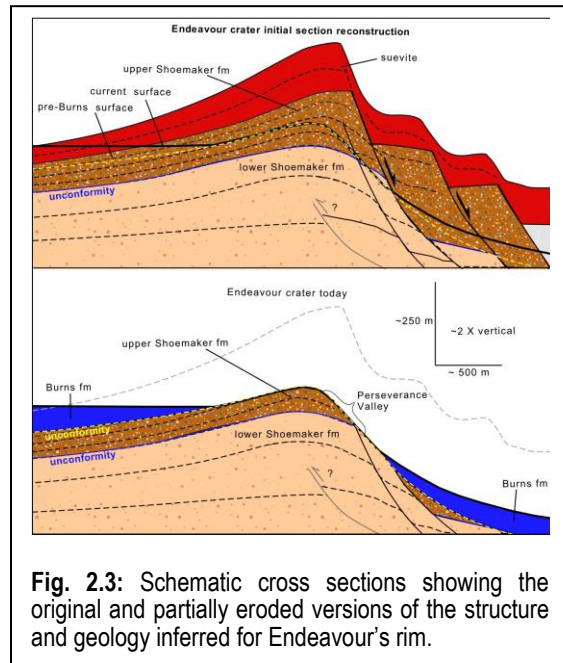 Endeavour crater initial section reconstruction
suevite
upper Shoemaker fm
current surface
pre-Burns surface
lower Shoemaker fm
unconformity
?
Endeavour crater today
~250 m
~2 X vertical
~ 500 m
upper Shoemaker fm
Burns fm
Perseverance
Valley
unconformity
lower Shoemaker fm
unconformity
?
Burns fm
Fig. 2.3: Schematic cross sections showing the
original and partially eroded versions of the structure
and geology inferred for Endeavour's rim.